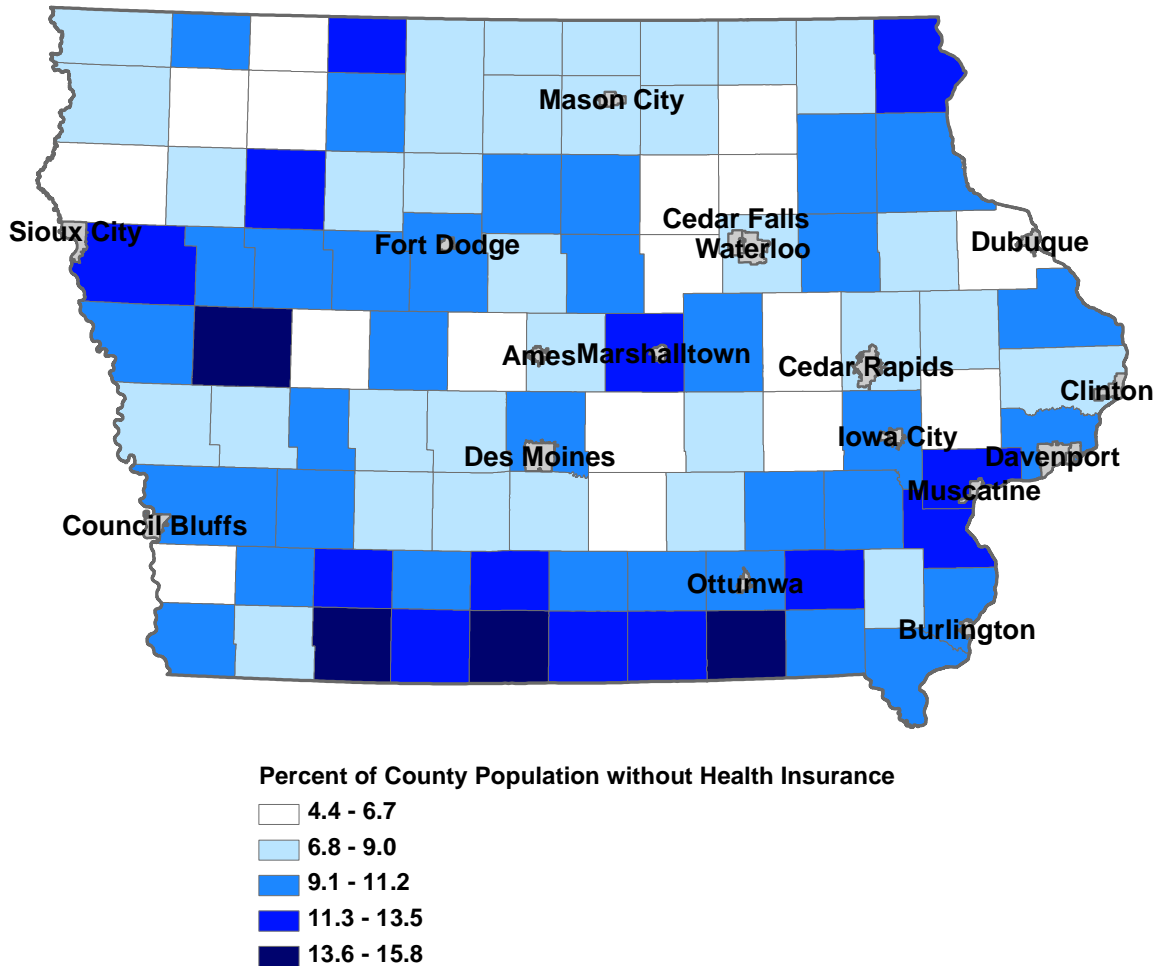 Mason City
Cedar Falls
Sioux City
Fort Dodge
Waterloo
Dubuque
Ames
Marshalltown
Cedar Rapids
Clinton
Iowa City
Des Moines
Davenport
Muscatine
Council Bluffs
Ottumwa
Burlington
Percent of County Population without Health Insurance
4.4 - 6.7
6.8 - 9.0
9.1 - 11.2
11.3 - 13.5
13.6 - 15.8